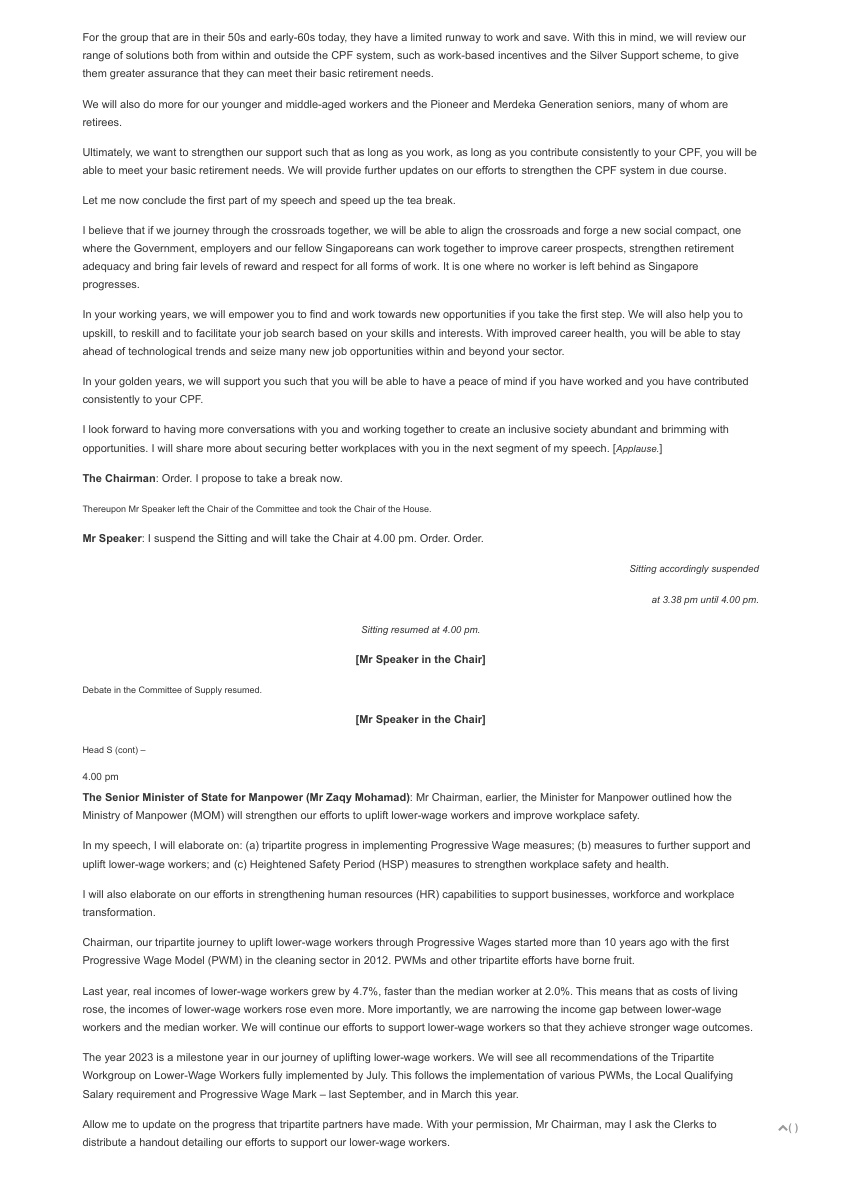 For the group that are in their 50s and early-60s today, they have a limited runway to work and save. With this in mind, we will review our
range of solutions both from within and outside the CPF system, such as work-based incentives and the Silver Support scheme, to give
them greater assurance that they can meet their basic retirement needs.
We will also do more for our younger and middle-aged workers and the Pioneer and Merdeka Generation seniors, many of whom are
retirees.
Ultimately, we want to strengthen our support such that as long as you work, as long as you contribute consistently to your CPF, you will be
able to meet your basic retirement needs. We will provide further updates on our efforts to strengthen the CPF system in due course.
Let me now conclude the first part of my speech and speed up the tea break.
I believe that if we journey through the crossroads together, we will be able to align the crossroads and forge a new social compact, one
where the Government, employers and our fellow Singaporeans can work together to improve career prospects, strengthen retirement
adequacy and bring fair levels of reward and respect for all forms of work. It is one where no worker is left behind as Singapore
progresses.
In your working years, we will empower you to find and work towards new opportunities if you take the first step. We will also help you to
upskill, to reskill and to facilitate your job search based on your skills and interests. With improved career health, you will be able to stay
ahead of technological trends and seize many new job opportunities within and beyond your sector.
In your golden years, we will support you such that you will be able to have a peace of mind if you have worked and you have contributed
consistently to your CPF.
I look forward to having more conversations with you and working together to create an inclusive society abundant and brimming with
opportunities. I will share more about securing better workplaces with you in the next segment of my speech. [Applause.]
The Chairman: Order. I propose to take a break now.
Thereupon Mr Speaker left the Chair of the Committee and took the Chair of the House.
Mr Speaker: I suspend the Sitting and will take the Chair at 4.00 pm. Order. Order.
Sitting accordingly suspended
at 3.38 pm until 4.00 pm.
Sitting resumed at 4.00 pm.
[Mr Speaker in the Chair]
Debate in the Committee of Supply resumed.
[Mr Speaker in the Chair]
Head S (cont) –
4.00 pm
The Senior Minister of State for Manpower (Mr Zaqy Mohamad): Mr Chairman, earlier, the Minister for Manpower outlined how the
Ministry of Manpower (MOM) will strengthen our efforts to uplift lower-wage workers and improve workplace safety.
In my speech, I will elaborate on: (a) tripartite progress in implementing Progressive Wage measures; (b) measures to further support and
uplift lower-wage workers; and (c) Heightened Safety Period (HSP) measures to strengthen workplace safety and health.
I will also elaborate on our efforts in strengthening human resources (HR) capabilities to support businesses, workforce and workplace
transformation.
Chairman, our tripartite journey to uplift lower-wage workers through Progressive Wages started more than 10 years ago with the first
Progressive Wage Model (PWM) in the cleaning sector in 2012. PWMs and other tripartite efforts have borne fruit.
Last year, real incomes of lower-wage workers grew by 4.7%, faster than the median worker at 2.0%. This means that as costs of living
rose, the incomes of lower-wage workers rose even more. More importantly, we are narrowing the income gap between lower-wage
workers and the median worker. We will continue our efforts to support lower-wage workers so that they achieve stronger wage outcomes.
The year 2023 is a milestone year in our journey of uplifting lower-wage workers. We will see all recommendations of the Tripartite
Workgroup on Lower-Wage Workers fully implemented by July. This follows the implementation of various PWMs, the Local Qualifying
Salary requirement and Progressive Wage Mark – last September, and in March this year.
Allow me to update on the progress that tripartite partners have made. With your permission, Mr Chairman, may I ask the Clerks to
distribute a handout detailing our efforts to support our lower-wage workers.
( )